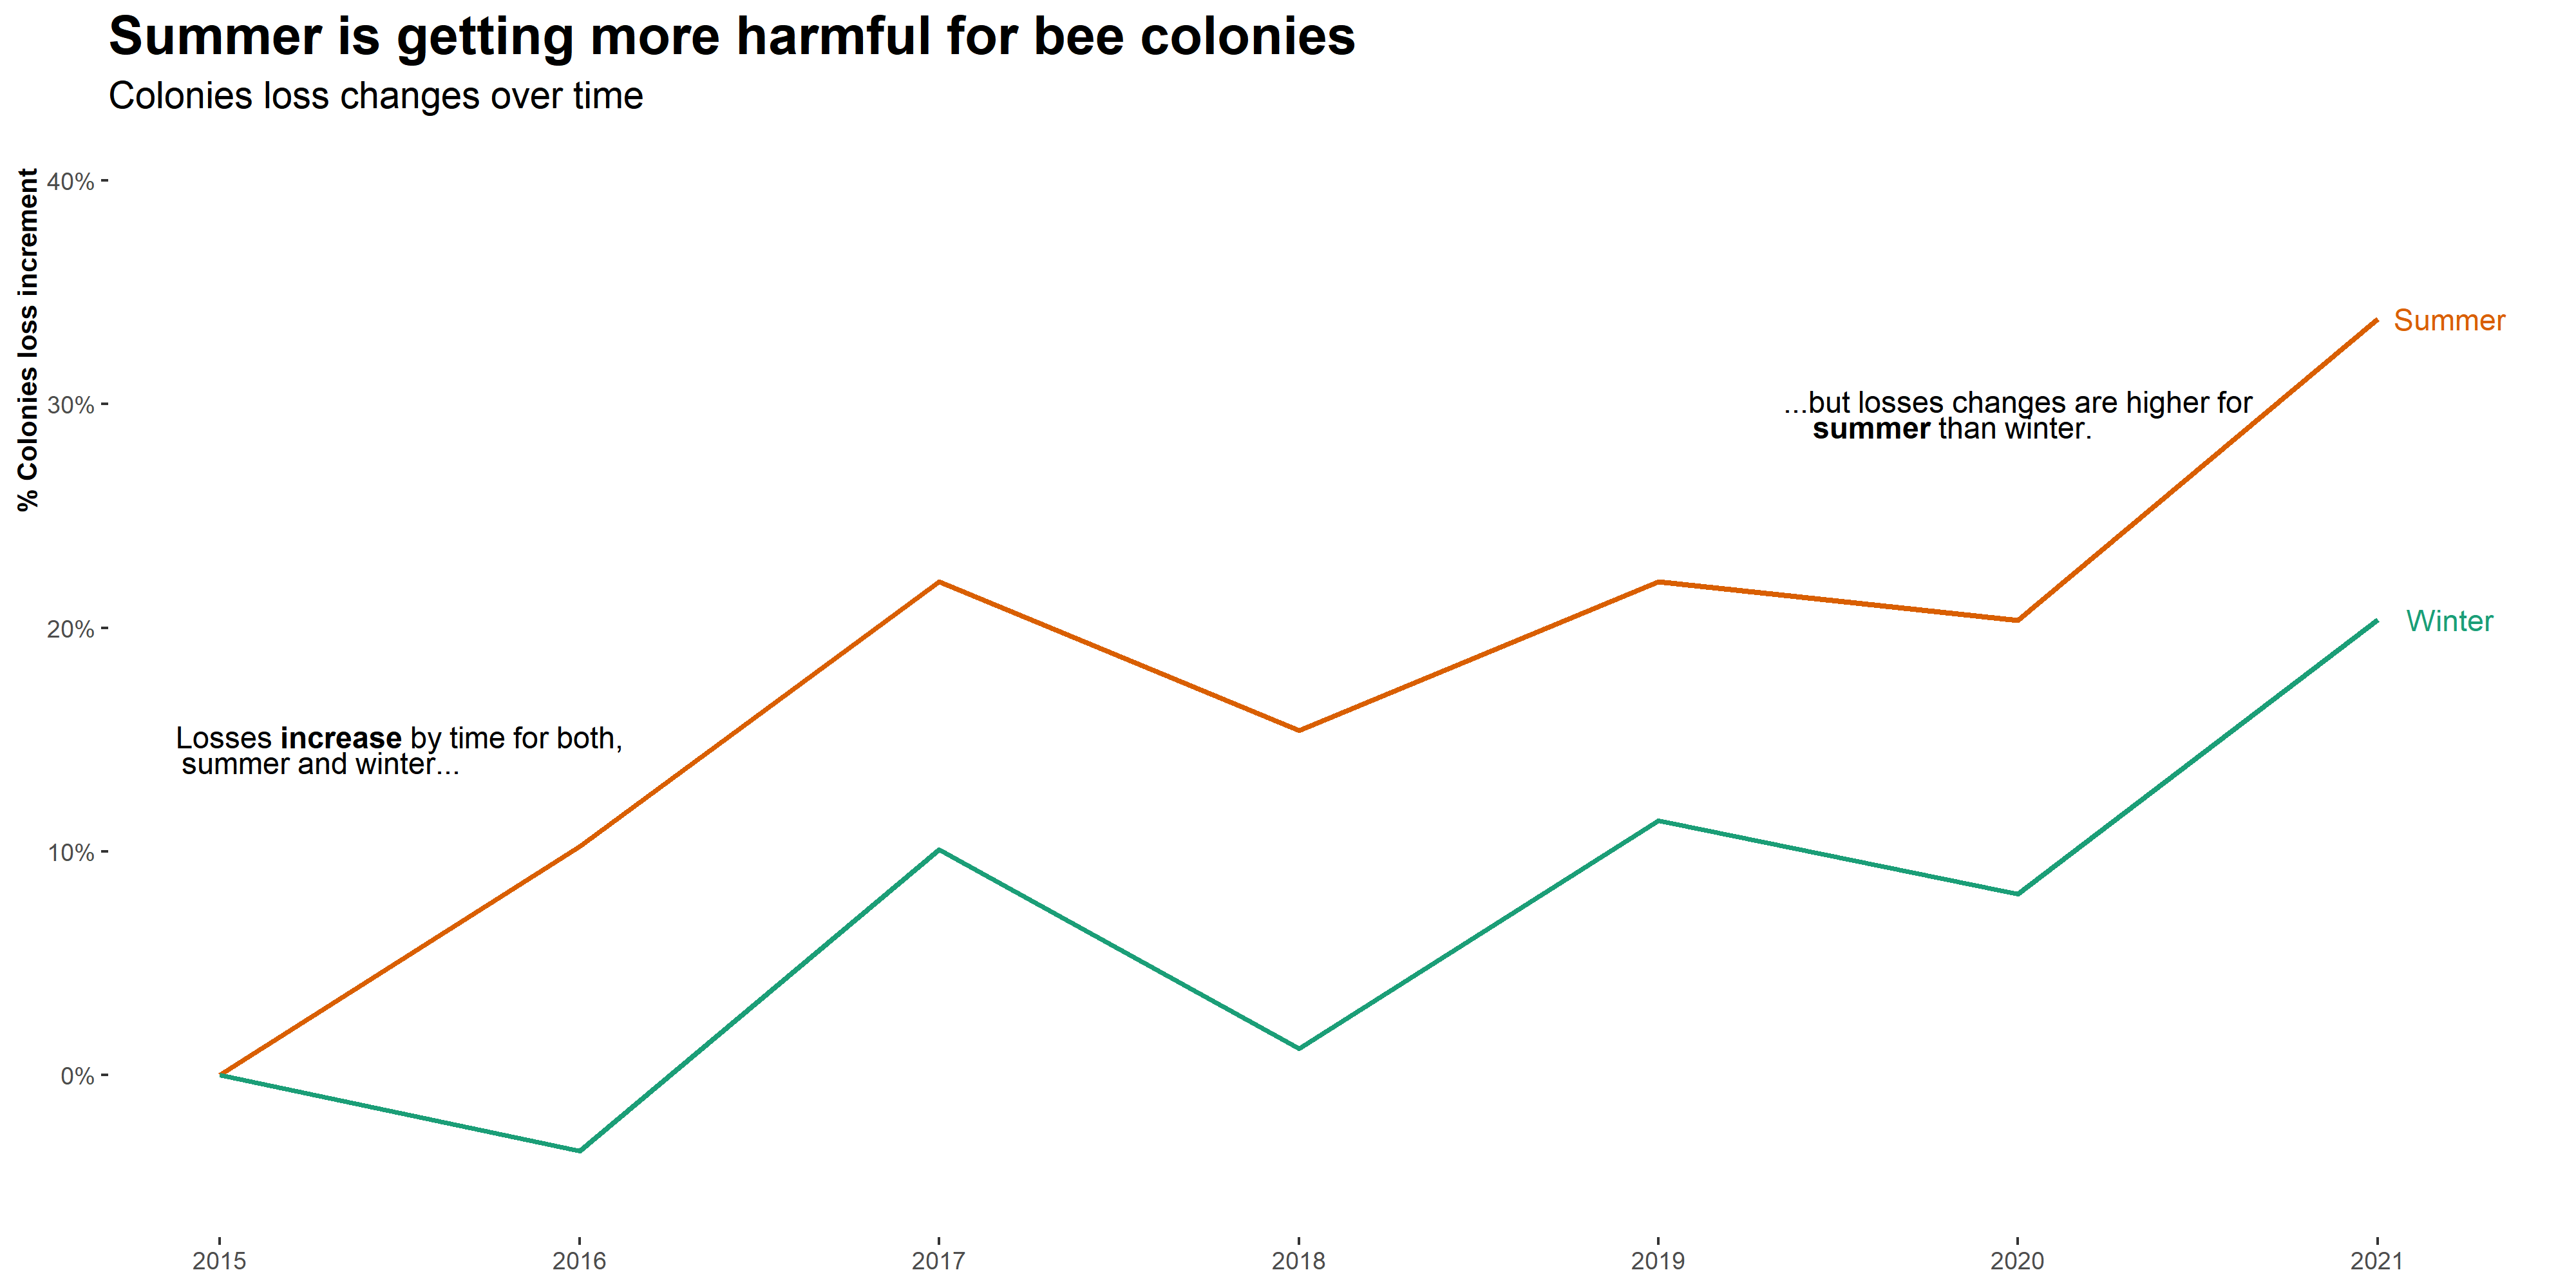 Summer is getting more harmful for bee colonies
Colonies loss changes over time
% Colonies loss increment
40%
30%
20%
10%
0%
Summer
...but losses changes are higher for
summer than winter.
Winter
Losses increase by time for both,
summer and winter...
2015
2016
2017
2018
2019
2020
2021